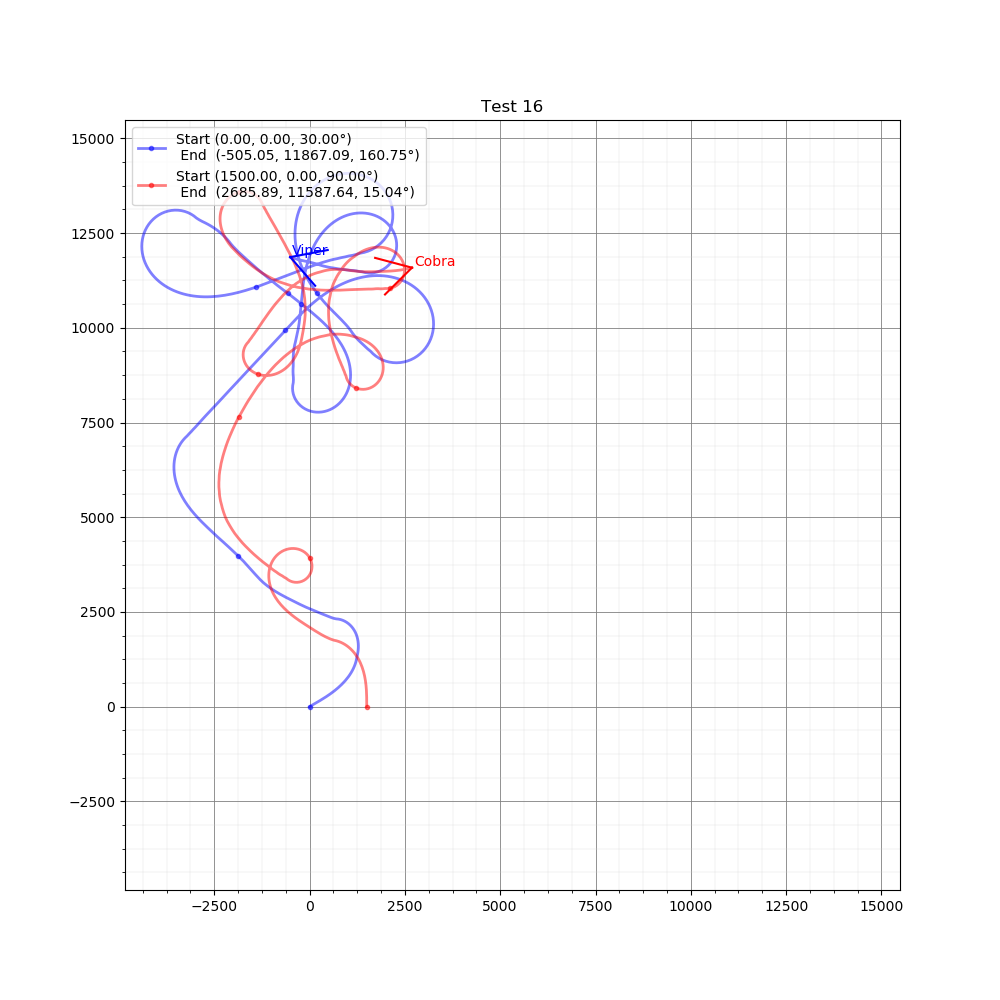 Test 16
Start (0.00, 0.00, 30.00°)
End (-505.05, 11867.09, 160.75°)
Start (1500.00, 0.00, 90.00°)
End (2685.89, 11587.64, 15.04°)
15000
12500
10000
7500
5000
2500
0
−2500
Viper
Cobra
−2500 0 2500 5000 7500 10000 12500 15000